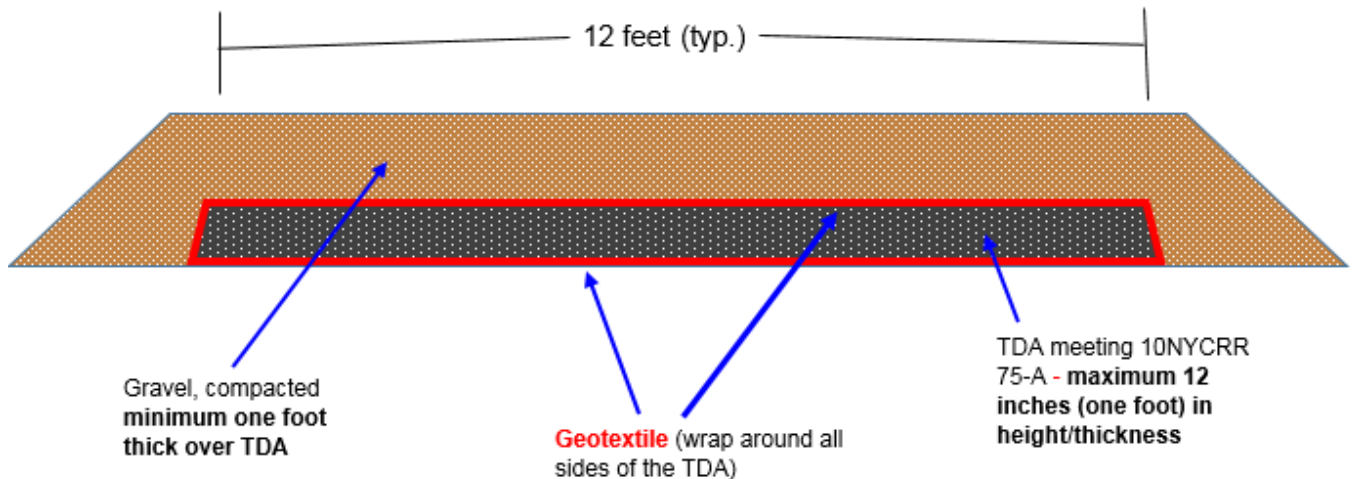 12 feet (typ.)
Gravel, compacted
minimum one foot
thick over TDA
Geotextile (wrap around all
sides of the TDA)
TDA meeting 10NYCRR
75-A - maximum 12
inches (one foot) in
height/thickness